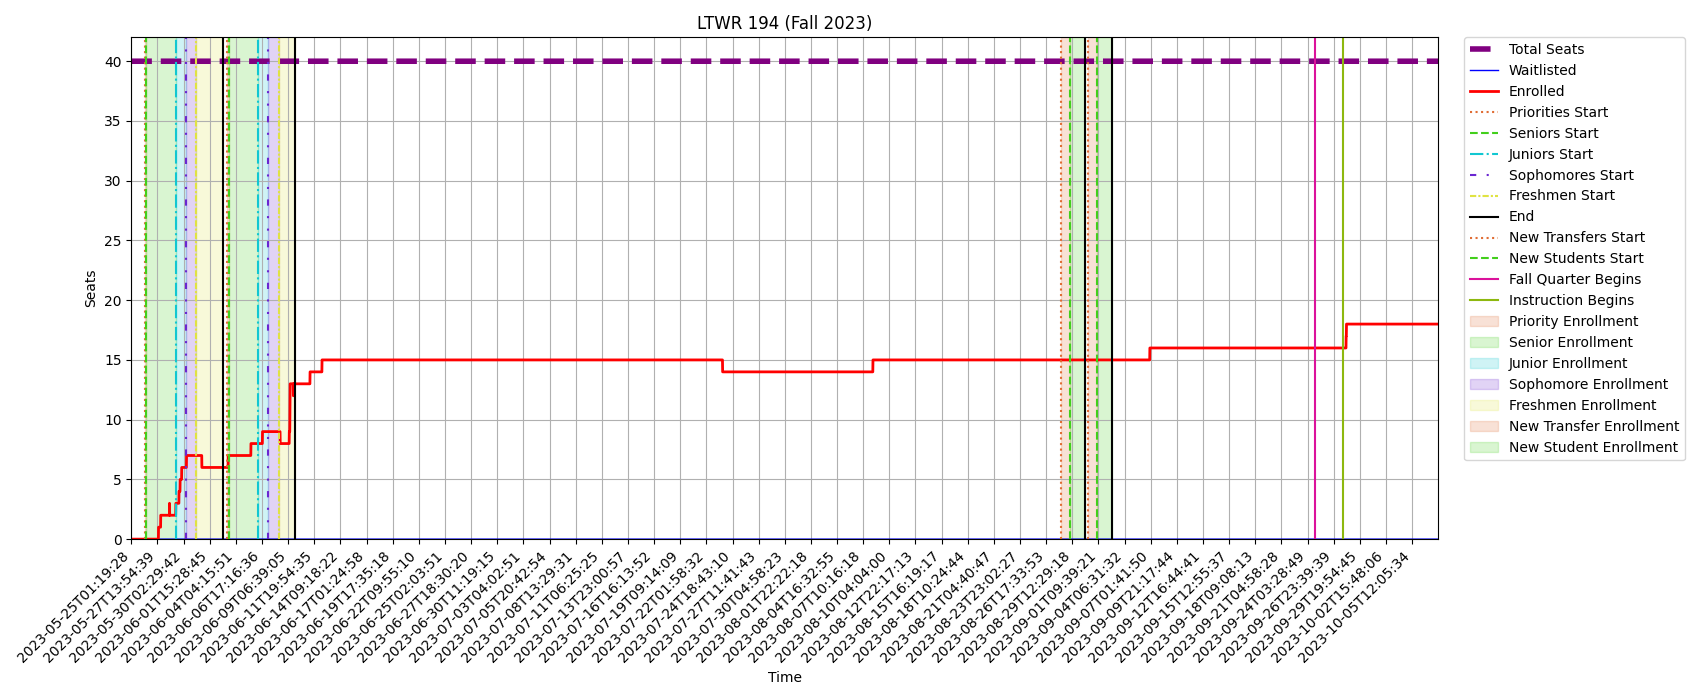 LTWR 194 (Fall 2023)
Seats
40
35
30
25
20
15
10
5
0
2023-05-25T01:19:28
2023-05-27T13:54:39
2023-05-30T02:29:42
2023-06-01T15:28:45
2023-06-04T04:15:51
2023-06-06T17:16:36
2023-06-09T06:39:05
2023-06-11T19:54:35
2023-06-14T09:18:22
2023-06-17T01:24:58
2023-06-19T17:35:18
2023-06-22T09:55:10
2023-06-25T02:03:51
2023-06-27T18:30:20
2023-06-30T11:19:15
2023-07-03T04:02:51
2023-07-05T20:42:54
2023-07-08T13:29:31
2023-07-11T06:25:25
2023-07-13T23:00:57
2023-07-16T16:13:52
2023-07-19T09:14:09
2023-07-22T01:58:32
2023-07-24T18:43:10
2023-07-27T11:41:43
2023-07-30T04:58:23
2023-08-01T22:22:18
2023-08-04T16:32:55
2023-08-07T10:16:18
2023-08-10T04:04:00
2023-08-12T22:17:13
2023-08-15T16:19:17
2023-08-18T10:24:44
2023-08-21T04:40:47
2023-08-23T23:02:27
2023-08-26T17:33:53
2023-08-29T12:29:18
2023-09-01T09:39:21
2023-09-04T06:31:32
2023-09-07T01:41:50
2023-09-09T21:17:44
2023-09-12T16:44:41
2023-09-15T12:55:37
2023-09-18T09:08:13
2023-09-21T04:58:28
2023-09-24T03:28:49
2023-09-26T23:39:39
2023-09-29T19:54:45
2023-10-02T15:48:06
2023-10-05T12:05:34
Time
Total Seats
Waitlisted
Enrolled
Priorities Start
Seniors Start
Juniors Start
Sophomores Start
Freshmen Start
End
New Transfers Start
New Students Start
Fall Quarter Begins
Instruction Begins
Priority Enrollment
Senior Enrollment
Junior Enrollment
Sophomore Enrollment
Freshmen Enrollment
New Transfer Enrollment
New Student Enrollment